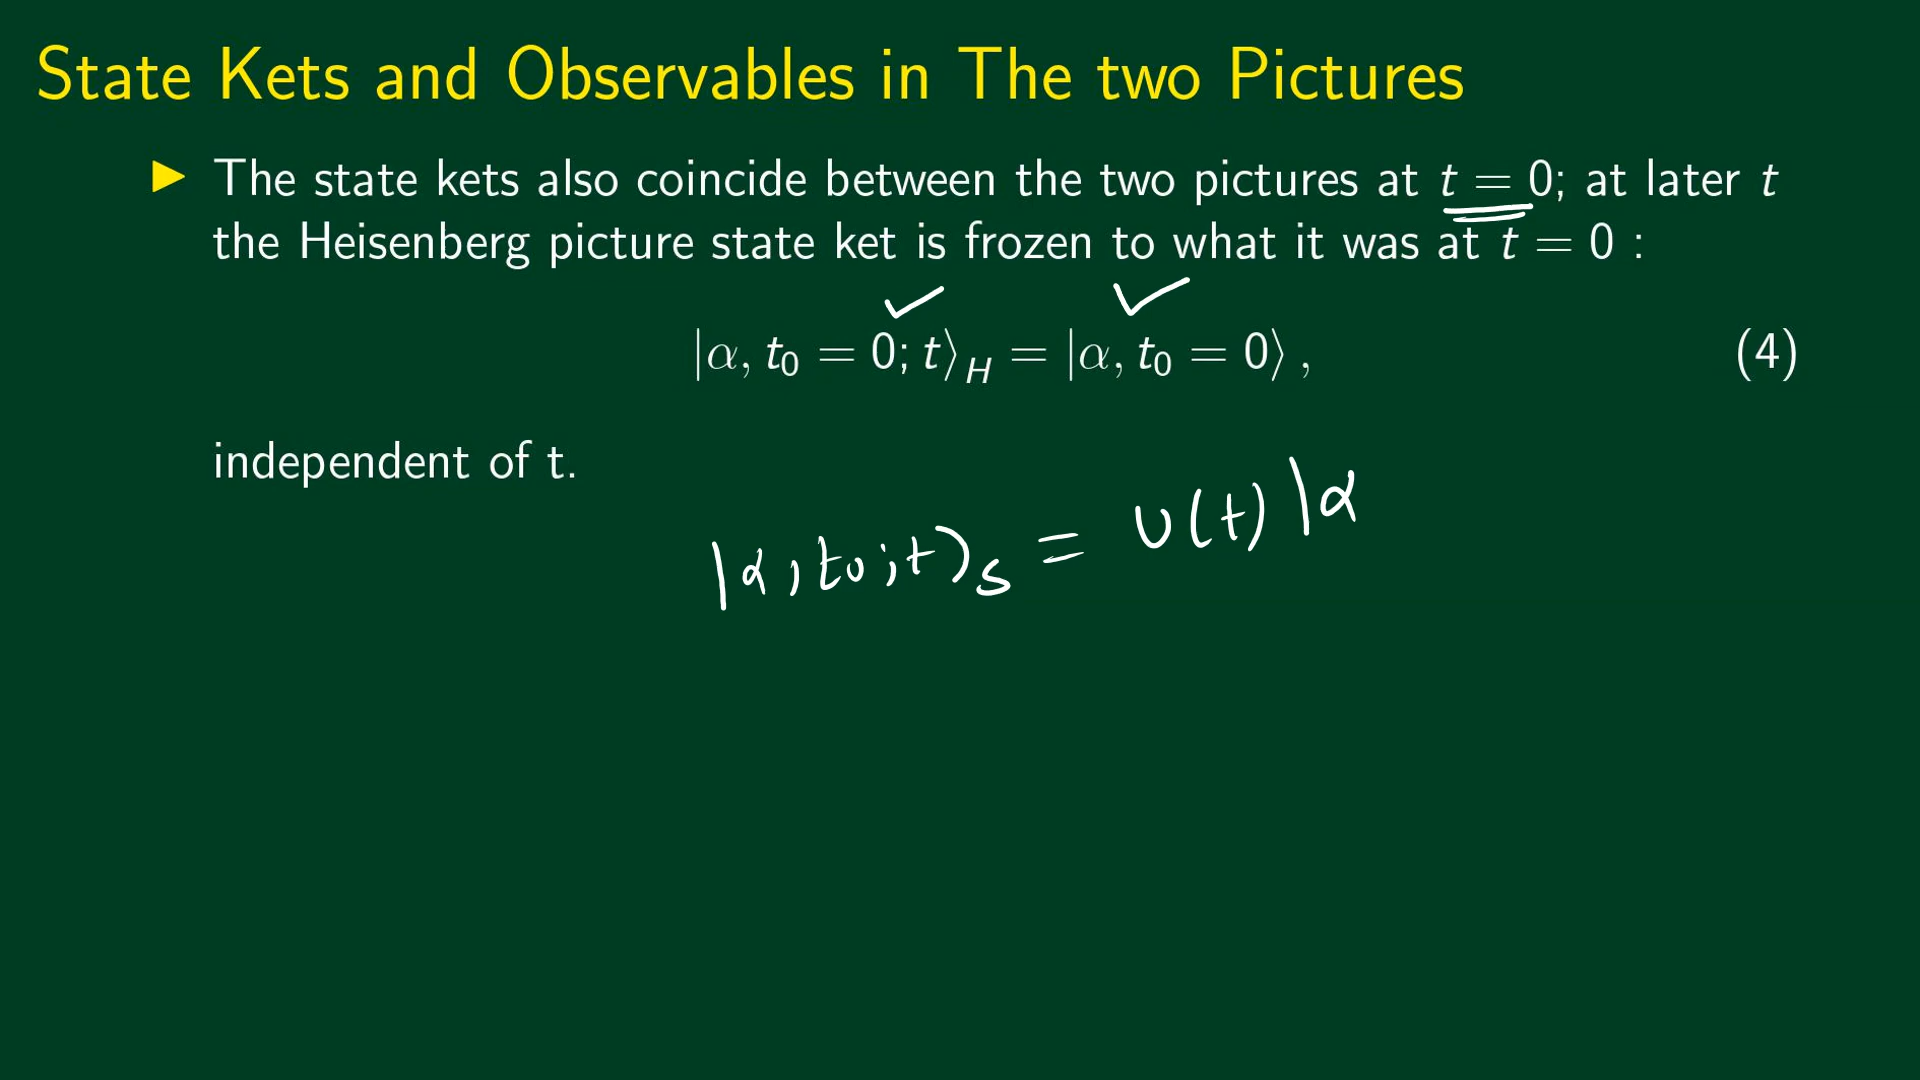 State Kets and Observables in The two Pictures
▶ The state kets also coincide between the two pictures at t = 0; at later t
the Heisenberg picture state ket is frozen to what it was at t = 0 :
|α, t₀ = 0; t⟩_H = |α, t₀ = 0⟩ , (4)
independent of t.
|α, t₀; t⟩_S = U(t) |α